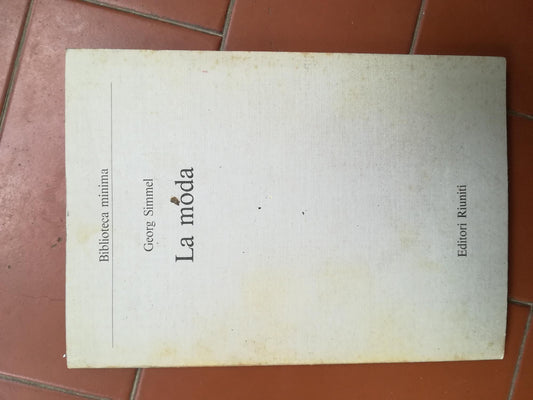 Biblioteca minima
Georg Simmel
La moda
Editori Riuniti